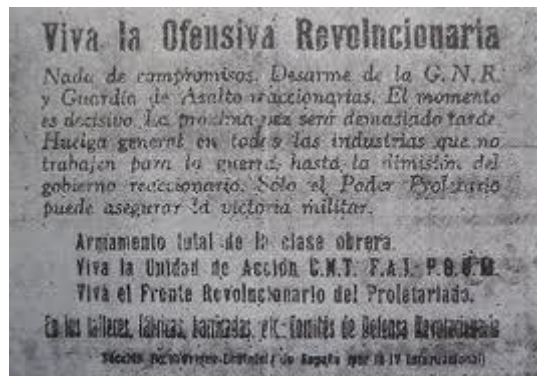 Viva la Ofensiva Revolucionaria
Nada de compromisos. Desarme de la G.N.R.
y Guardia de Asalto reaccionarias. El momento
es decisivo. La próxima vez será demasiado tarde.
Huelga general en todas las industrias que no
trabajen para la guerra, hasta la dimisión del
gobierno reaccionario. Sólo el Poder Proletario
puede asegurar la victoria militar.
Armamento total de la clase obrera.
Viva la Unidad de Acción C.N.T. F.A.I. P.O.U.M.
Viva el Frente Revolucionario del Proletariado.
En los talleres, fábricas, barricadas, etc. Comités de Defensa Revolucionaria
Sección Bolchevique-Leninista de España (por la IV Internacional)